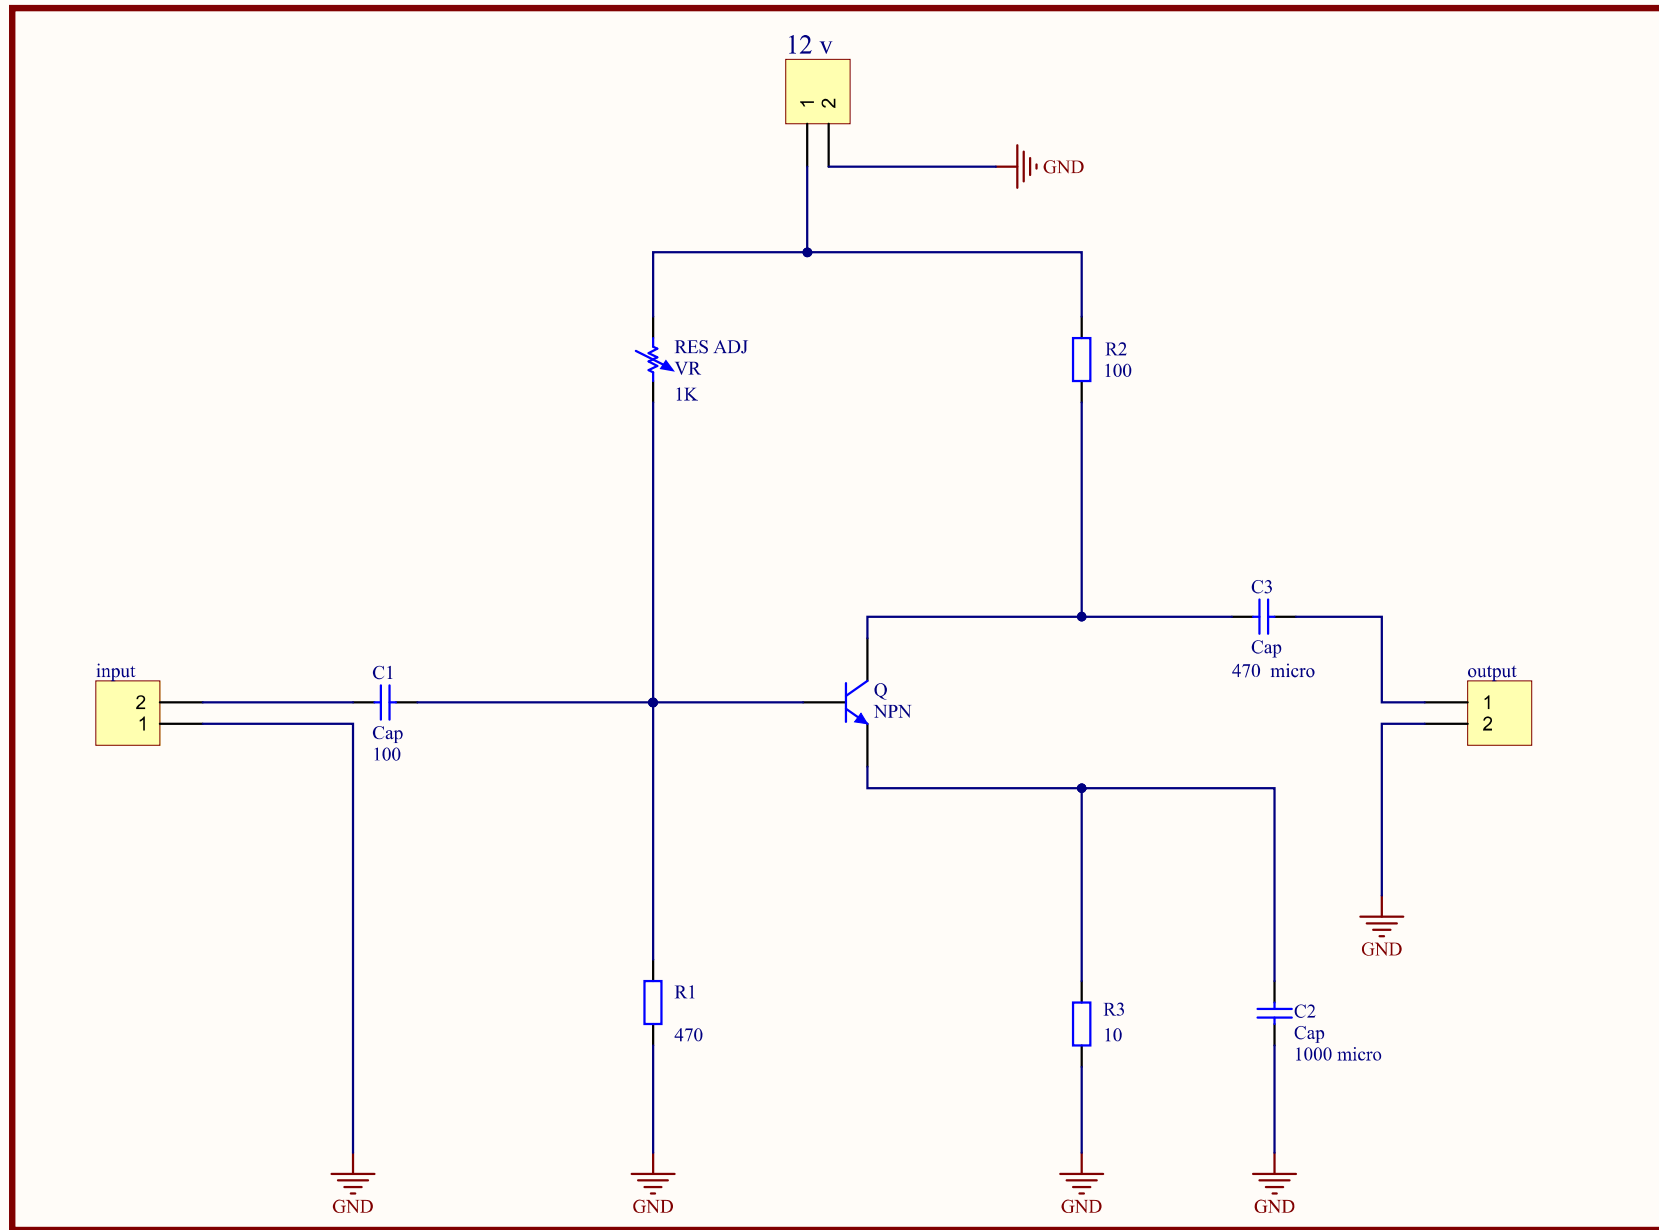 12 v
1
2
GND
RES ADJ
VR
1K
R2
100
C3
Cap
470  micro
input
2
1
C1
Cap
100
Q
NPN
output
1
2
GND
R1
470
R3
10
C2
Cap
1000 micro
GND
GND
GND
GND